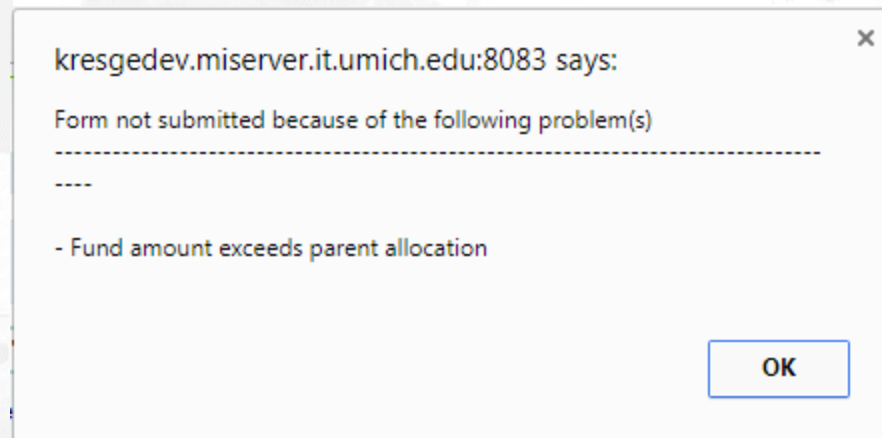 kresgedev.miserver.it.umich.edu:8083 says:
Form not submitted because of the following problem(s)
--------------------------------------------------------------------------------
----
- Fund amount exceeds parent allocation
OK